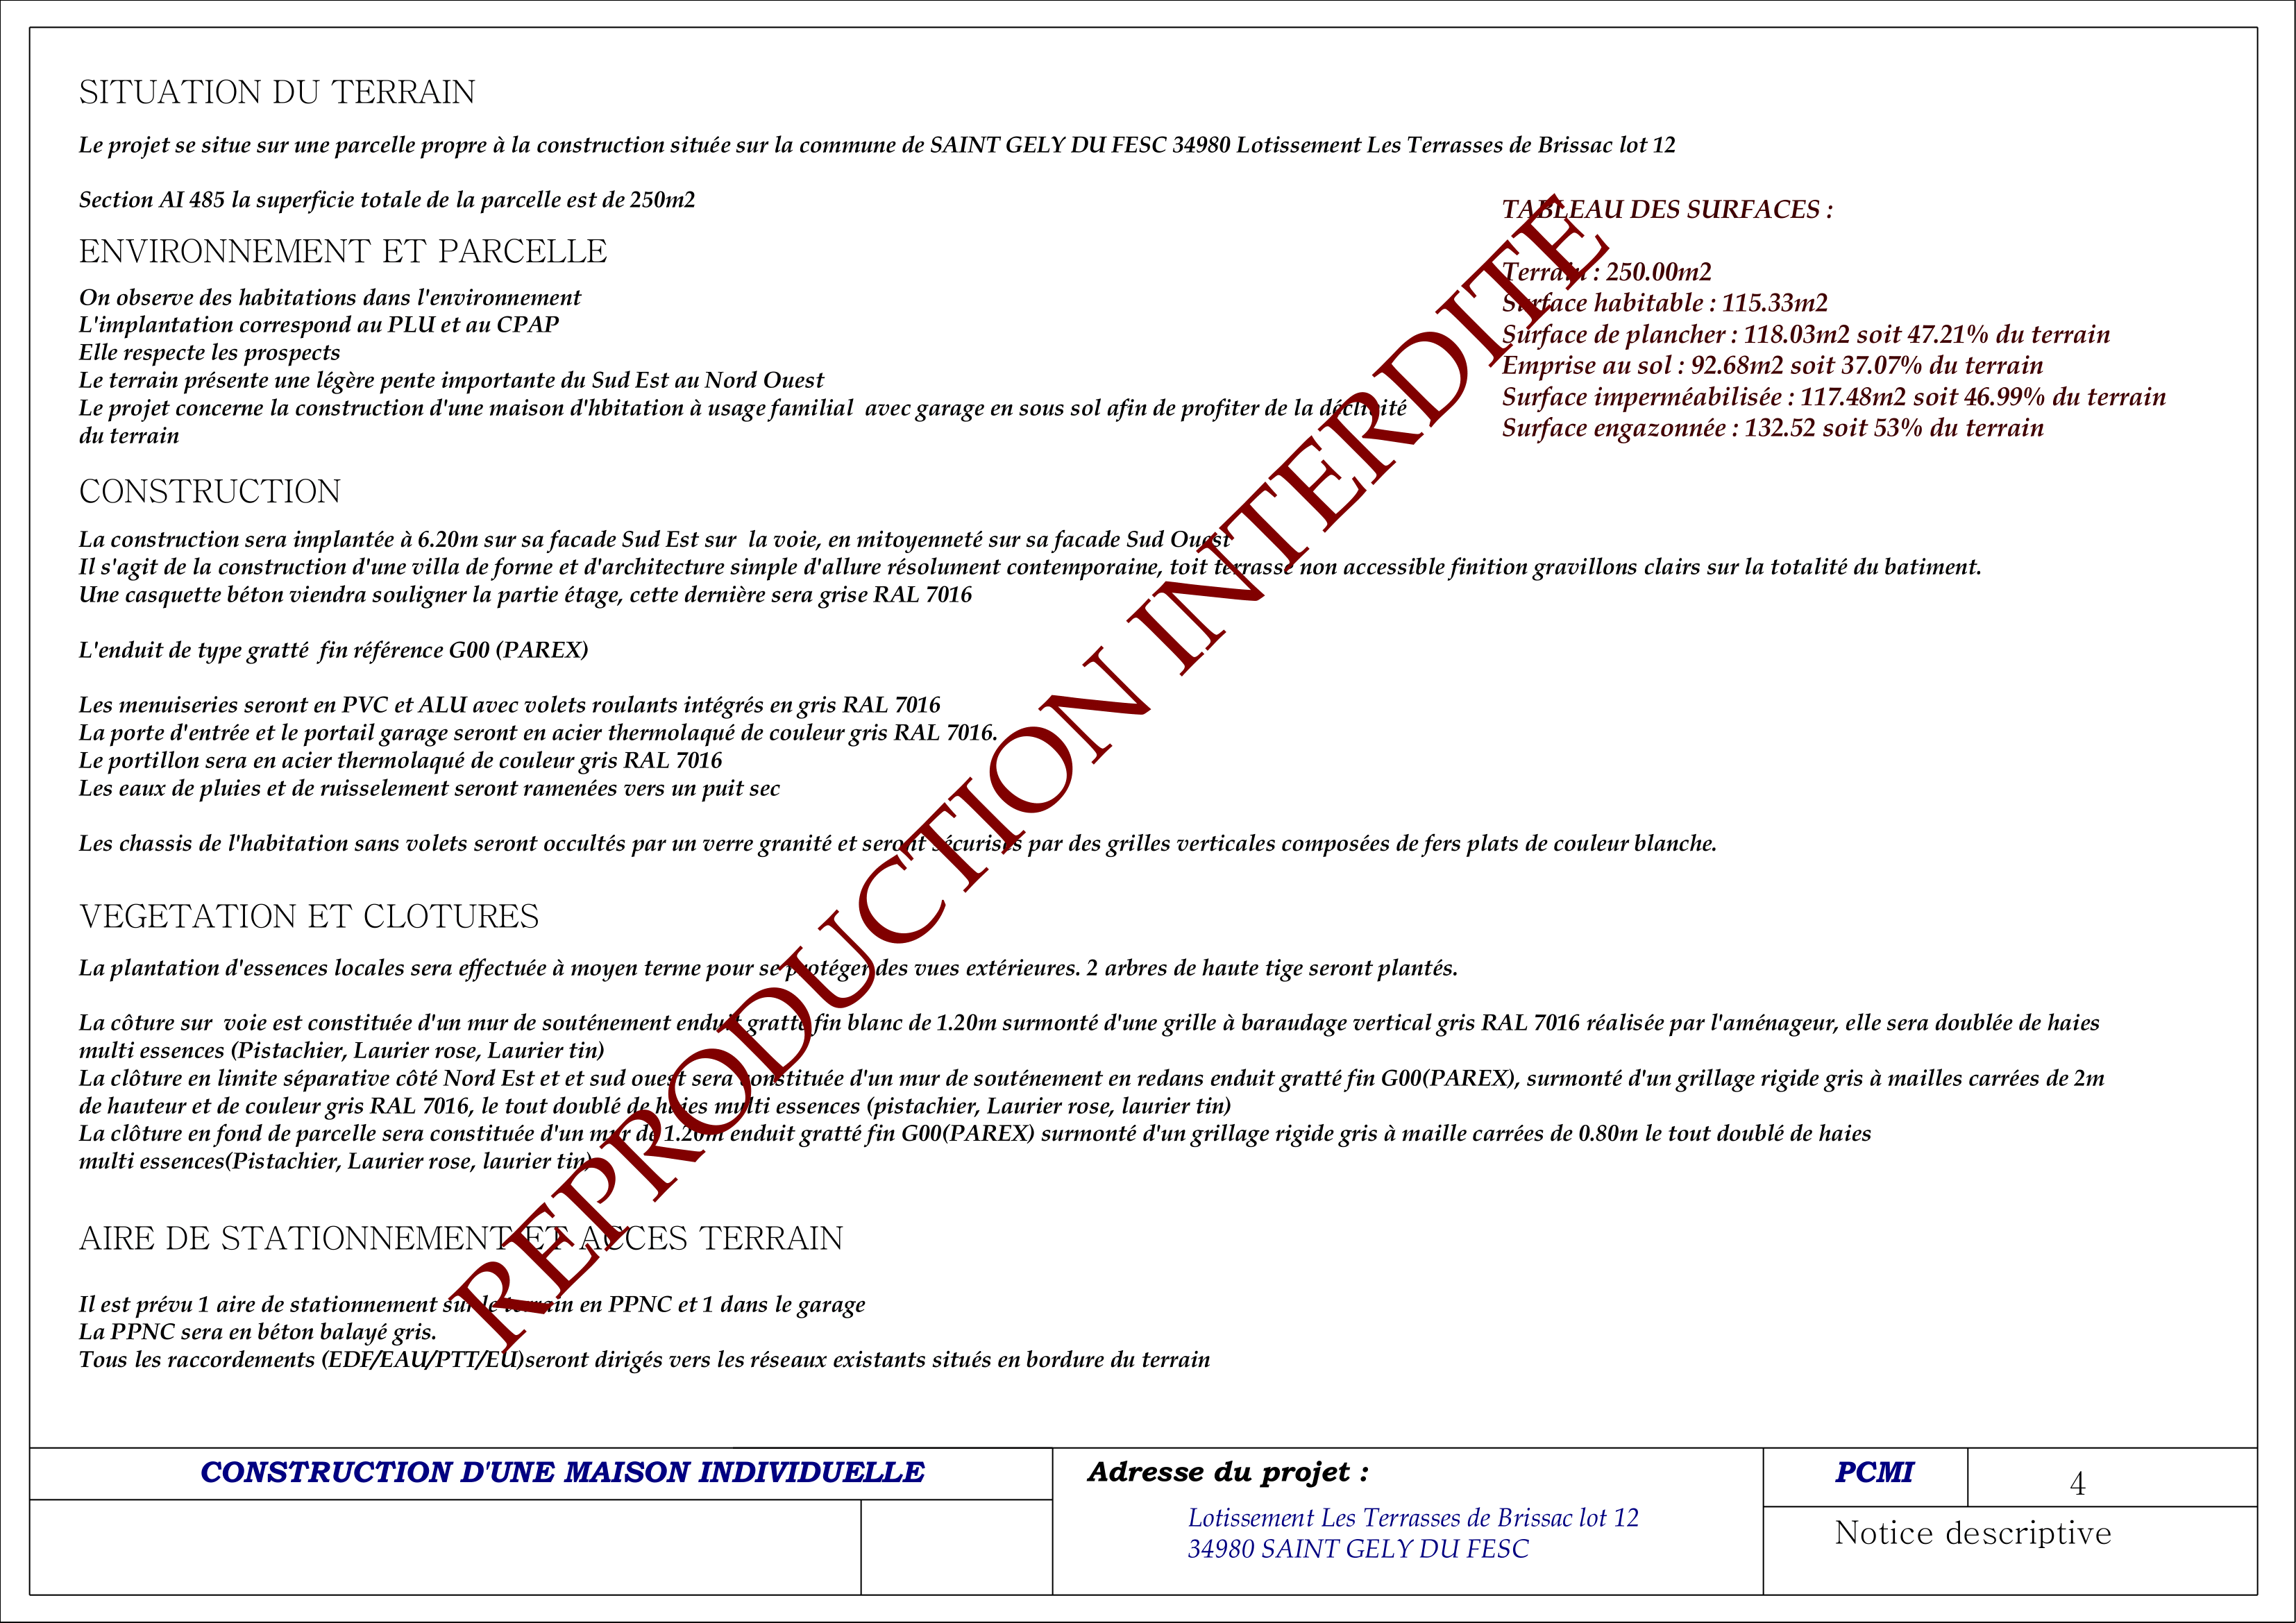 SITUATION DU TERRAIN
Le projet se situe sur une parcelle propre à la construction située sur la commune de SAINT GELY DU FESC 34980 Lotissement Les Terrasses de Brissac lot 12
Section AI 485 la superficie totale de la parcelle est de 250m2
ENVIRONNEMENT ET PARCELLE
On observe des habitations dans l'environnement
L'implantation correspond au PLU et au CPAP
Elle respecte les prospects
Le terrain présente une légère pente importante du Sud Est au Nord Ouest
Le projet concerne la construction d'une maison d'hbitation à usage familial  avec garage en sous sol afin de profiter de la déclivité
du terrain
TABLEAU DES SURFACES :
Terrain : 250.00m2
Surface habitable : 115.33m2
Surface de plancher : 118.03m2 soit 47.21% du terrain
Emprise au sol : 92.68m2 soit 37.07% du terrain
Surface imperméabilisée : 117.48m2 soit 46.99% du terrain
Surface engazonnée : 132.52 soit 53% du terrain
CONSTRUCTION
La construction sera implantée à 6.20m sur sa facade Sud Est sur  la voie, en mitoyenneté sur sa facade Sud Ouest
Il s'agit de la construction d'une villa de forme et d'architecture simple d'allure résolument contemporaine, toit terrasse non accessible finition gravillons clairs sur la totalité du batiment.
Une casquette béton viendra souligner la partie étage, cette dernière sera grise RAL 7016
L'enduit de type gratté  fin référence G00 (PAREX)
Les menuiseries seront en PVC et ALU avec volets roulants intégrés en gris RAL 7016
La porte d'entrée et le portail garage seront en acier thermolaqué de couleur gris RAL 7016.
Le portillon sera en acier thermolaqué de couleur gris RAL 7016
Les eaux de pluies et de ruisselement seront ramenées vers un puit sec
Les chassis de l'habitation sans volets seront occultés par un verre granité et seront sécurisés par des grilles verticales composées de fers plats de couleur blanche.
VEGETATION ET CLOTURES
La plantation d'essences locales sera effectuée à moyen terme pour se protéger des vues extérieures. 2 arbres de haute tige seront plantés.
La côture sur  voie est constituée d'un mur de souténement enduit gratté fin blanc de 1.20m surmonté d'une grille à baraudage vertical gris RAL 7016 réalisée par l'aménageur, elle sera doublée de haies
multi essences (Pistachier, Laurier rose, Laurier tin)
La clôture en limite séparative côté Nord Est et et sud ouest sera constituée d'un mur de souténement en redans enduit gratté fin G00(PAREX), surmonté d'un grillage rigide gris à mailles carrées de 2m
de hauteur et de couleur gris RAL 7016, le tout doublé de haies multi essences (pistachier, Laurier rose, laurier tin)
La clôture en fond de parcelle sera constituée d'un mur de 1.20m enduit gratté fin G00(PAREX) surmonté d'un grillage rigide gris à maille carrées de 0.80m le tout doublé de haies
multi essences(Pistachier, Laurier rose, laurier tin)
AIRE DE STATIONNEMENT ET ACCES TERRAIN
Il est prévu 1 aire de stationnement sur le terrain en PPNC et 1 dans le garage
La PPNC sera en béton balayé gris.
Tous les raccordements (EDF/EAU/PTT/EU)seront dirigés vers les réseaux existants situés en bordure du terrain
REPRODUCTION INTERDITE
CONSTRUCTION D'UNE MAISON INDIVIDUELLE
Adresse du projet :
Lotissement Les Terrasses de Brissac lot 12
34980 SAINT GELY DU FESC
PCMI
4
Notice descriptive